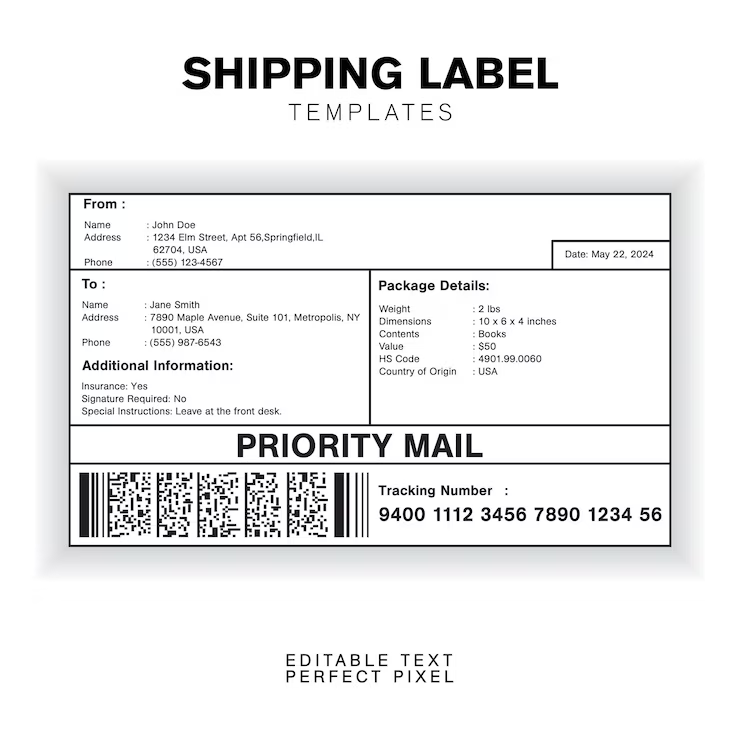 SHIPPING LABEL
TEMPLATES
From :
Name : John Doe
Address : 1234 Elm Street, Apt 56,Springfield,IL
62704, USA
Phone : (555) 123-4567
Date: May 22, 2024
To :
Name : Jane Smith
Address : 7890 Maple Avenue, Suite 101, Metropolis, NY
10001, USA
Phone : (555) 987-6543
Additional Information:
Insurance: Yes
Signature Required: No
Special Instructions: Leave at the front desk.
Package Details:
Weight : 2 lbs
Dimensions : 10 x 6 x 4 inches
Contents : Books
Value : $50
HS Code : 4901.99.0060
Country of Origin : USA
PRIORITY MAIL
Tracking Number :
9400 1112 3456 7890 1234 56
EDITABLE TEXT
PERFECT PIXEL